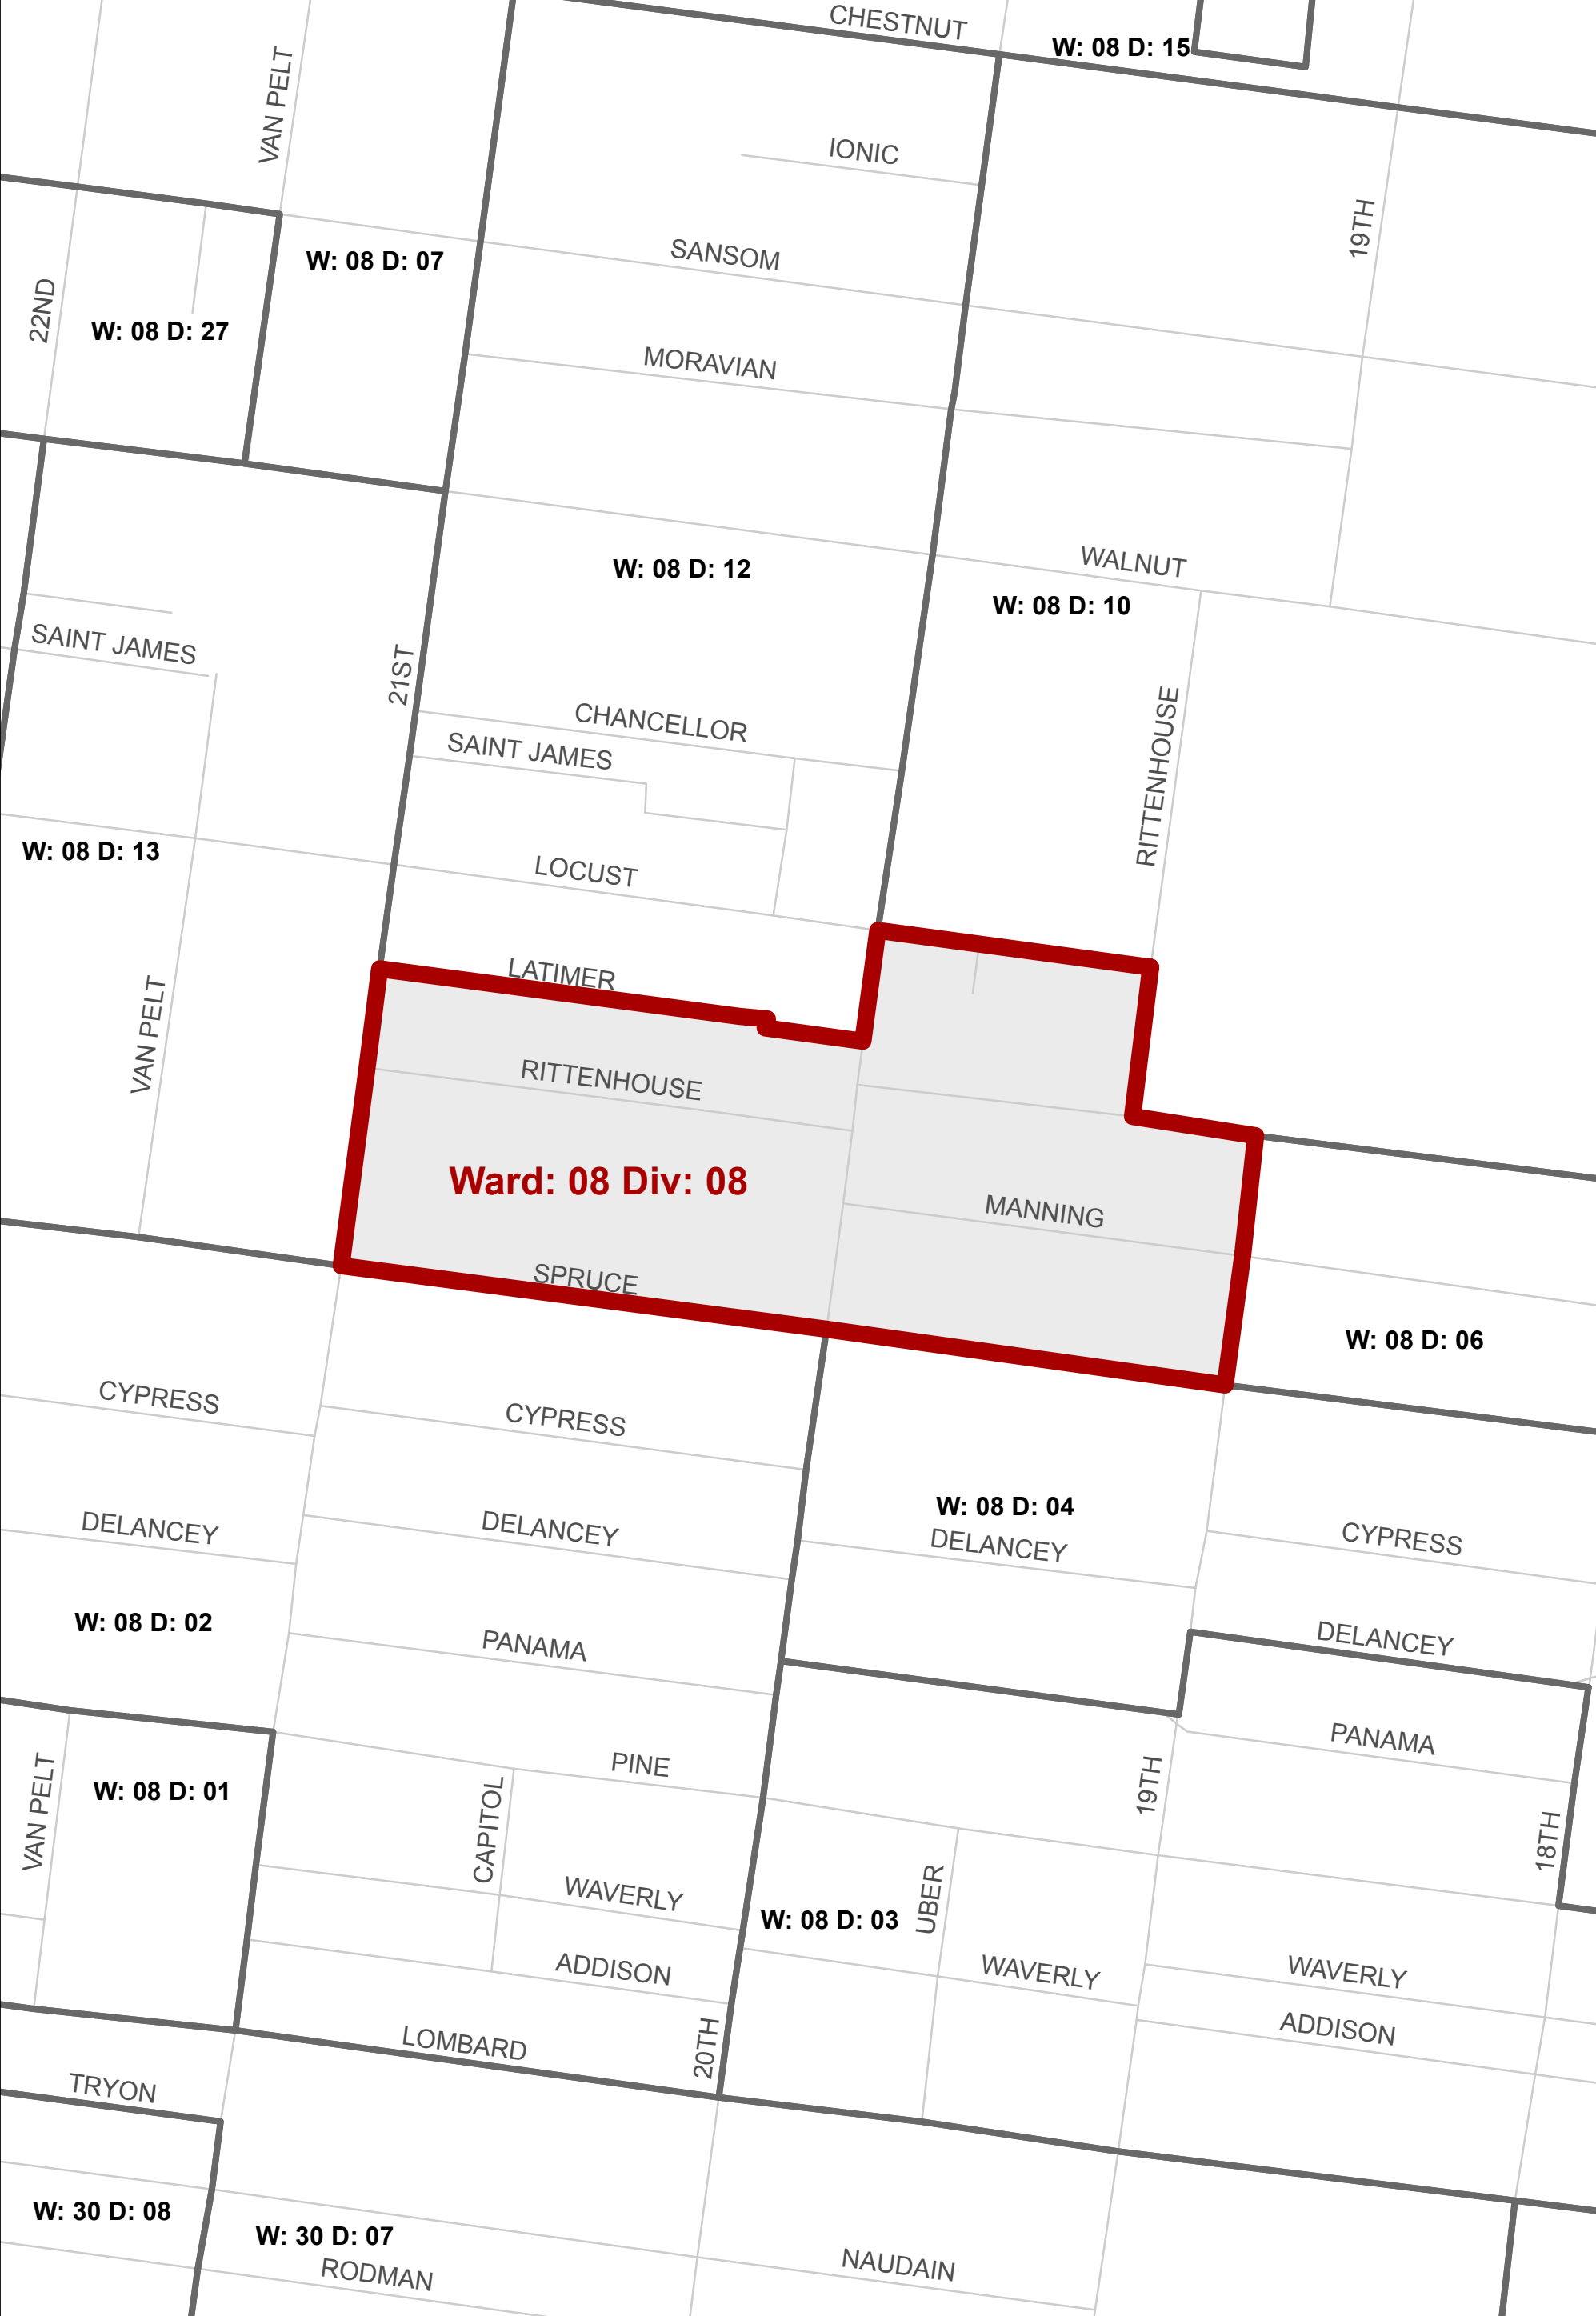 CHESTNUT
W: 08 D: 15
VAN PELT
IONIC
19TH
SANSOM
W: 08 D: 07
22ND
W: 08 D: 27
MORAVIAN
WALNUT
W: 08 D: 12
W: 08 D: 10
SAINT JAMES
21ST
CHANCELLOR
SAINT JAMES
RITTENHOUSE
W: 08 D: 13
LOCUST
LATIMER
VAN PELT
RITTENHOUSE
Ward: 08 Div: 08
MANNING
SPRUCE
W: 08 D: 06
CYPRESS
CYPRESS
W: 08 D: 04
DELANCEY
DELANCEY
DELANCEY
CYPRESS
W: 08 D: 02
PANAMA
DELANCEY
PANAMA
PINE
19TH
W: 08 D: 01
VAN PELT
CAPITOL
18TH
WAVERLY
W: 08 D: 03
UBER
ADDISON
WAVERLY
WAVERLY
ADDISON
LOMBARD
20TH
TRYON
W: 30 D: 08
W: 30 D: 07
RODMAN
NAUDAIN